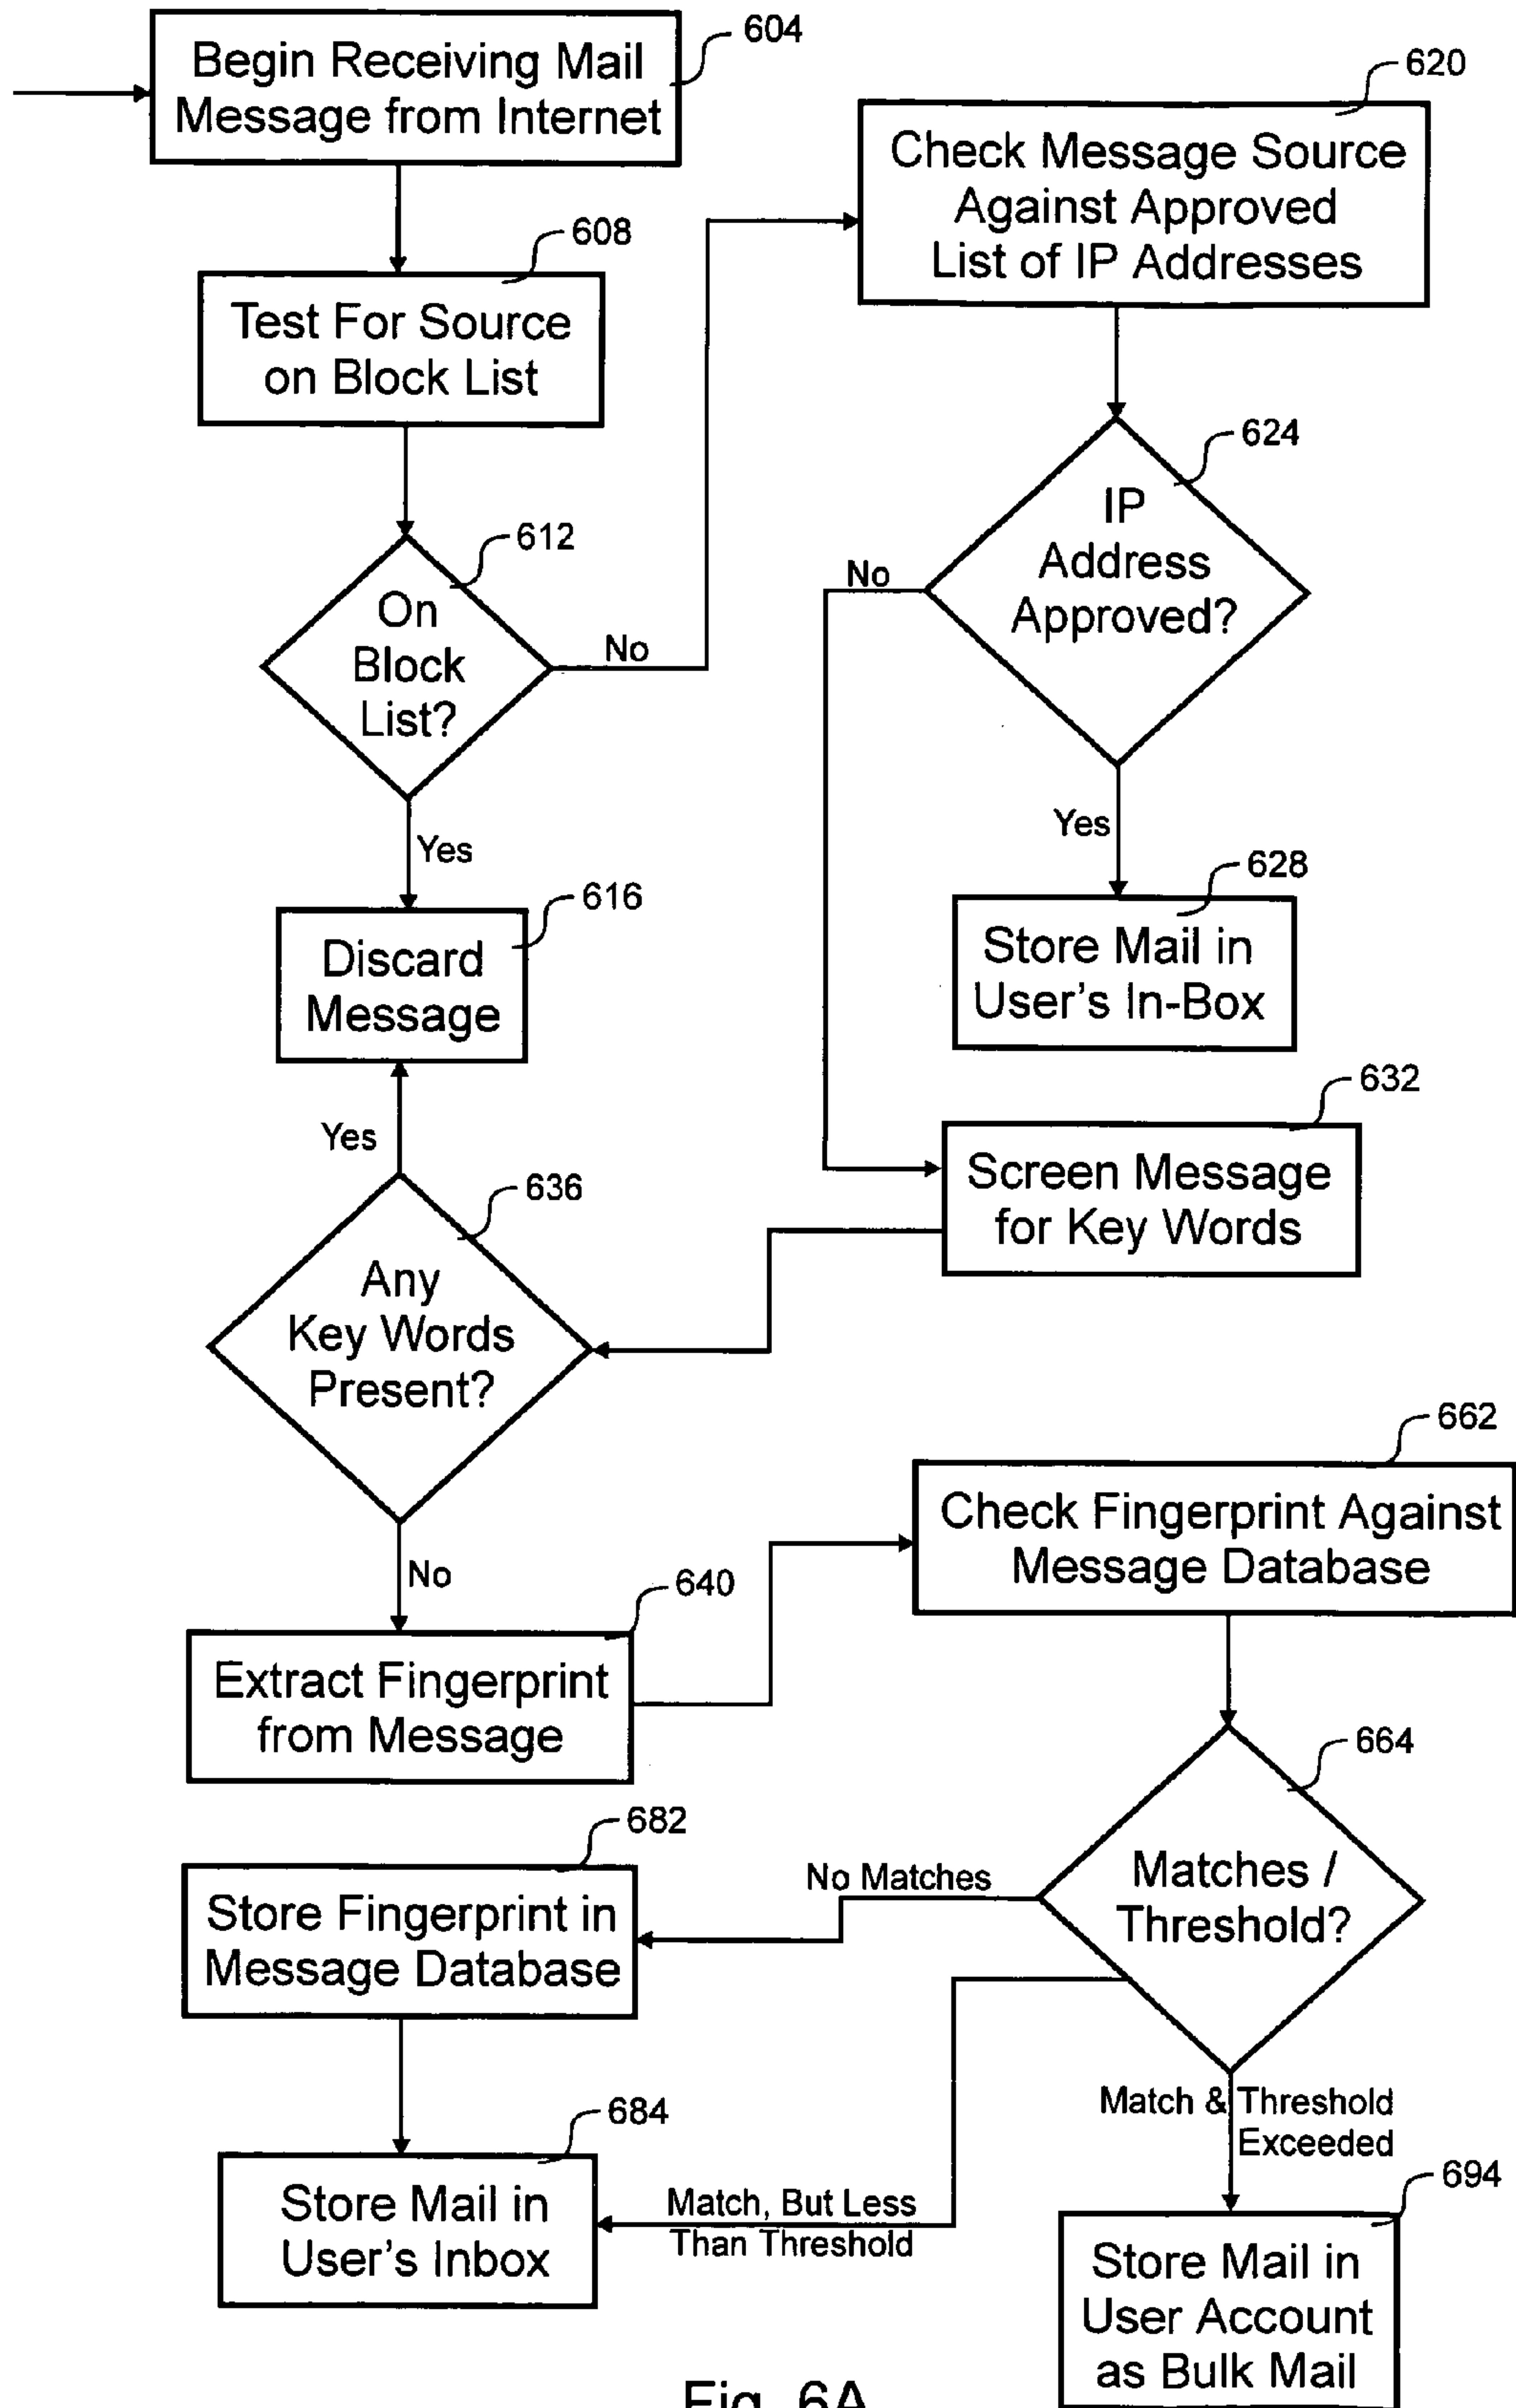 Begin Receiving Mail
Message from Internet
604
Test For Source
on Block List
608
On
Block
List?
612
No
Yes
Discard
Message
616
Check Message Source
Against Approved
List of IP Addresses
620
IP
Address
Approved?
624
No
Yes
Store Mail in
User's In-Box
628
Screen Message
for Key Words
632
Any
Key Words
Present?
636
Yes
No
Extract Fingerprint
from Message
640
Check Fingerprint Against
Message Database
662
Matches /
Threshold?
664
No Matches
Store Fingerprint in
Message Database
682
Match, But Less
Than Threshold
Store Mail in
User's Inbox
684
Match & Threshold
Exceeded
Store Mail in
User Account
as Bulk Mail
694
Fig. 6A